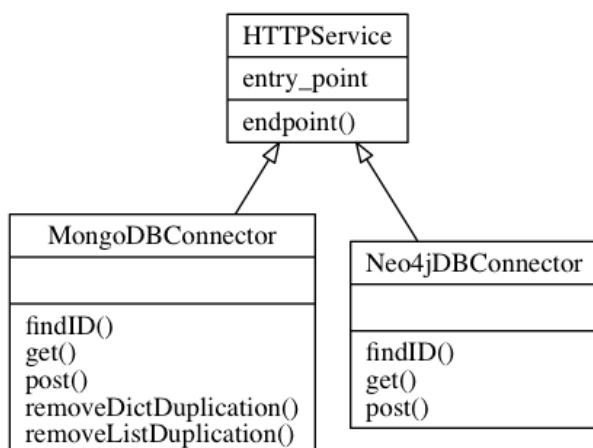 HTTPService
entry_point
endpoint()
MongoDBConnector
findID()
get()
post()
removeDictDuplication()
removeListDuplication()
Neo4jDBConnector
findID()
get()
post()